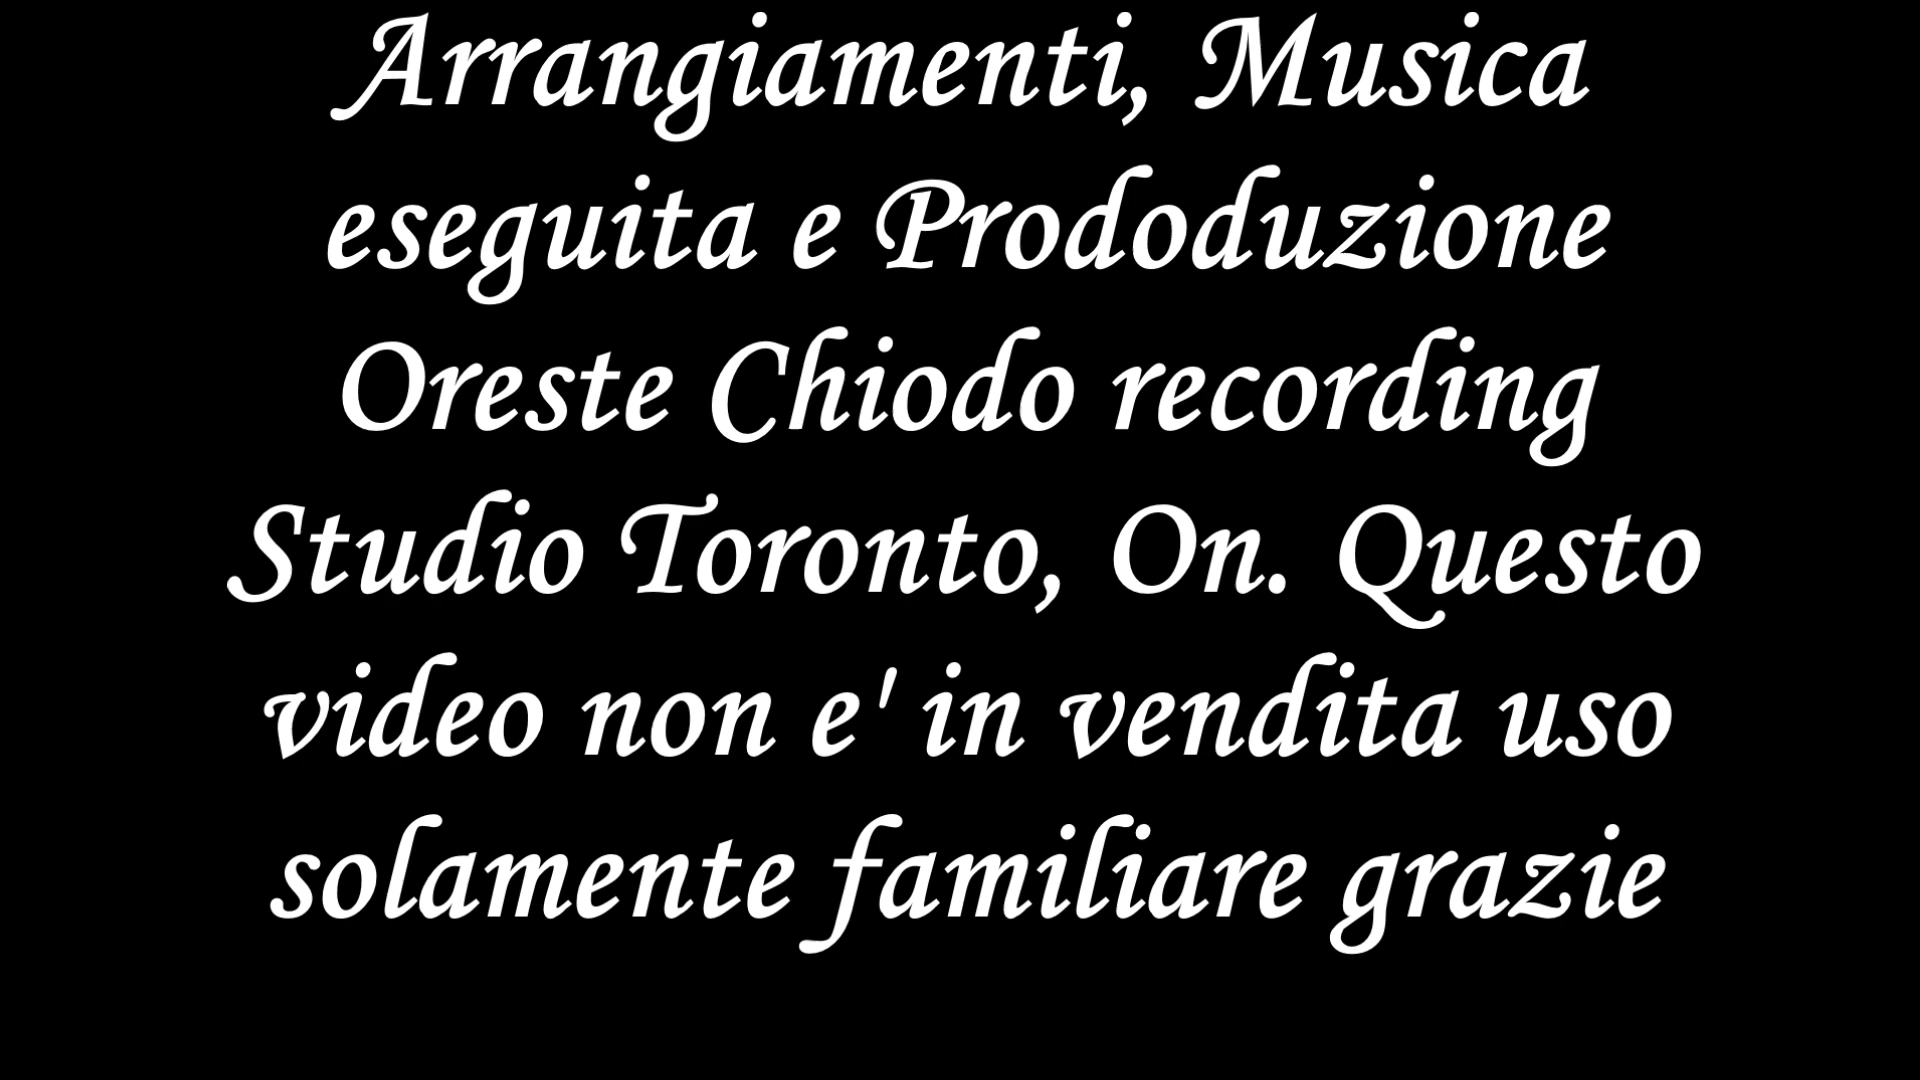 Arrangiamenti, Musica
eseguita e Prododuzione
Oreste Chiodo recording
Studio Toronto, On. Questo
video non e' in vendita uso
solamente familiare grazie